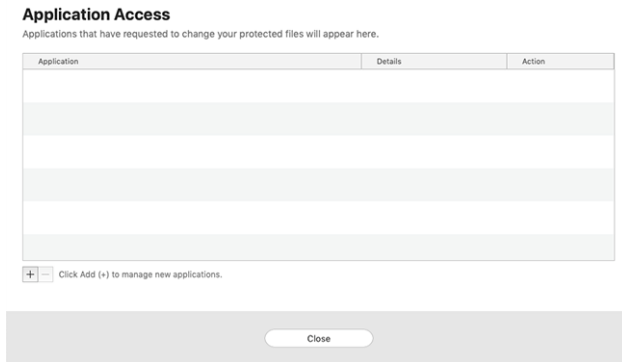 Application Access
Applications that have requested to change your protected files will appear here.
Application Details Action
+ − Click Add (+) to manage new applications.
Close